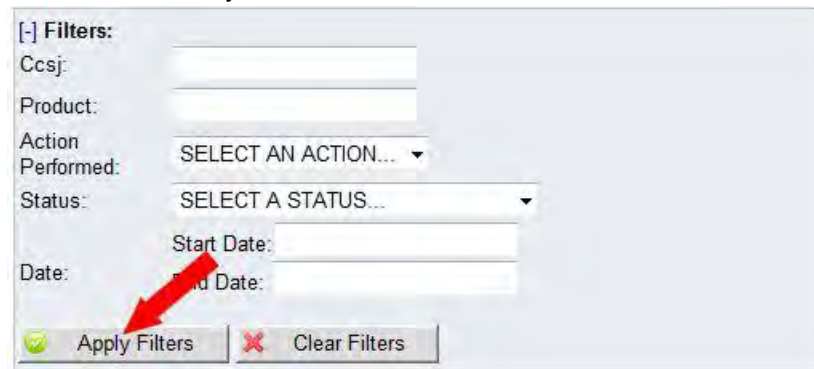 [-] Filters:
Ccsj:
Product:
Action
Performed:
SELECT AN ACTION...
Status:
SELECT A STATUS...
Start Date:
Date:
End Date:
Apply Filters
Clear Filters